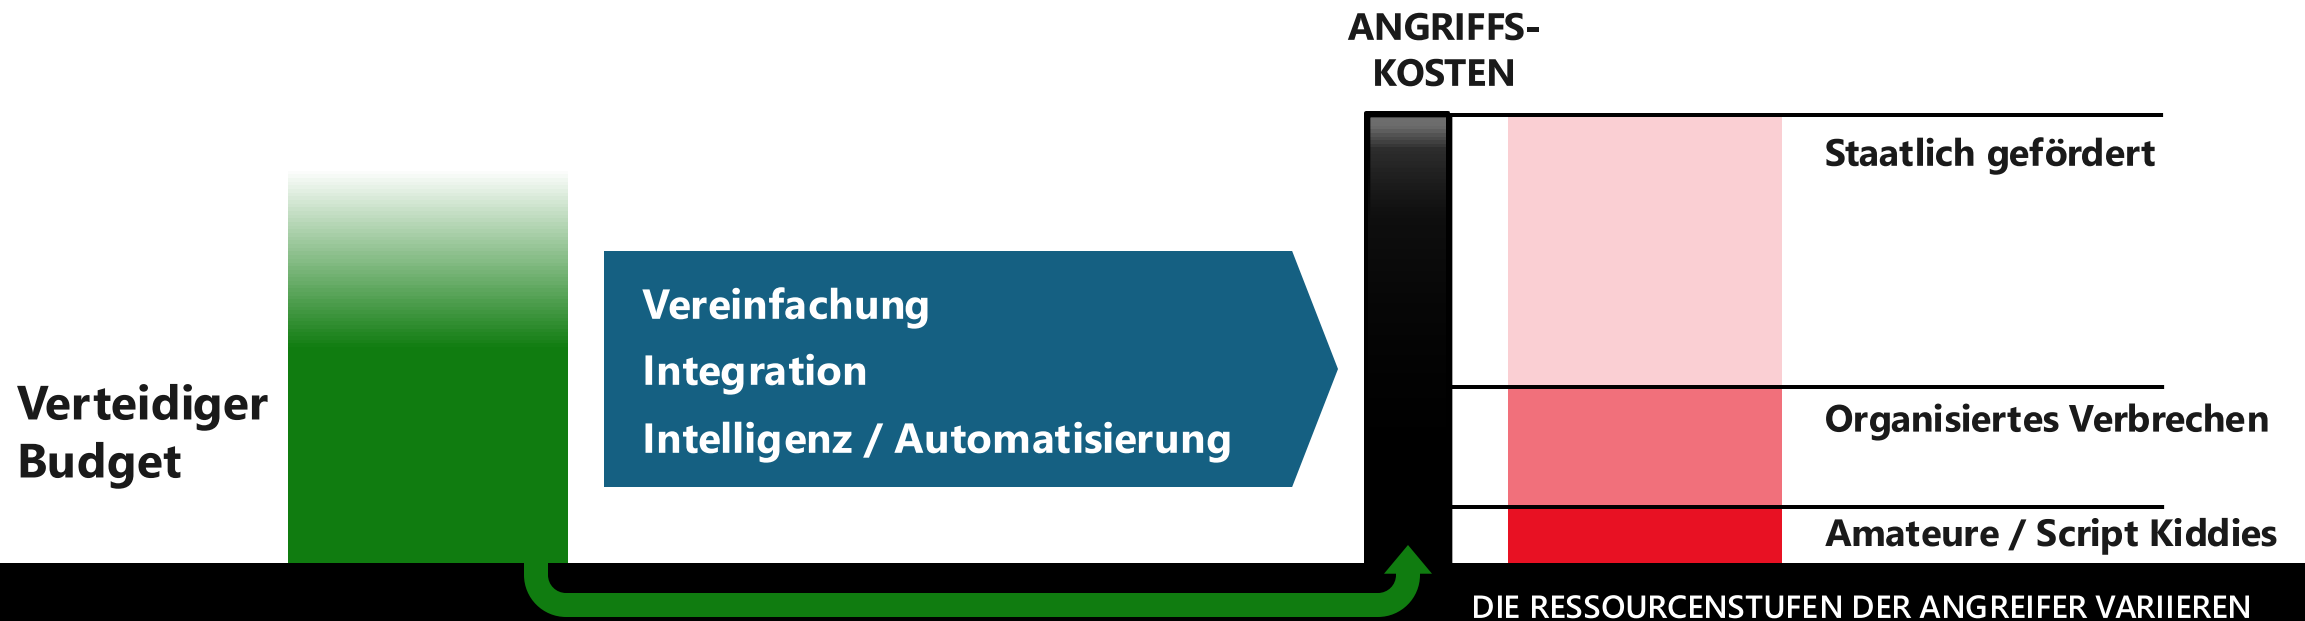 ANGRIFFS-
KOSTEN
Staatlich gefördert
Vereinfachung
Integration
Intelligenz / Automatisierung
Verteidiger
Budget
Organisiertes Verbrechen
Amateure / Script Kiddies
DIE RESSOURCENSTUFEN DER ANGREIFER VARIIEREN